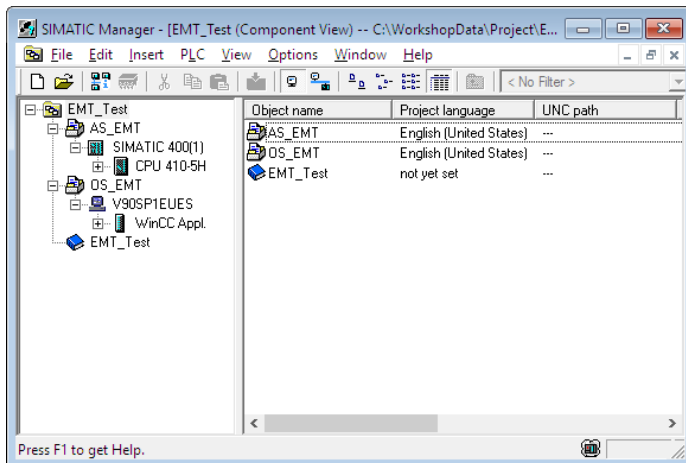 SIMATIC Manager - [EMT_Test (Component View) -- C:\WorkshopData\Project\E...
File Edit Insert PLC View Options Window Help
< No Filter >
EMT_Test
AS_EMT
SIMATIC 400(1)
CPU 410-5H
OS_EMT
V90SP1EUES
WinCC Appl.
EMT_Test
Object name Project language UNC path
AS_EMT English (United States) ---
OS_EMT English (United States) ---
EMT_Test not yet set ---
Press F1 to get Help.